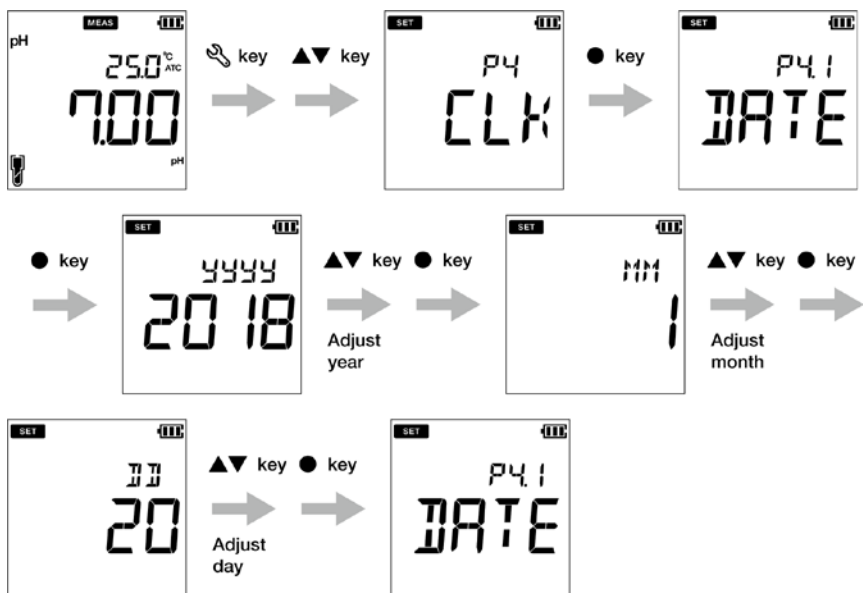 MEAS
pH
25.0 °C
ATC
7.00
pH
key
key
SET
P4
CLK
key
SET
P4.1
DATE
key
SET
YYYY
2018
key
key
Adjust
year
SET
MM
1
key
key
Adjust
month
SET
DD
20
key
key
Adjust
day
SET
P4.1
DATE